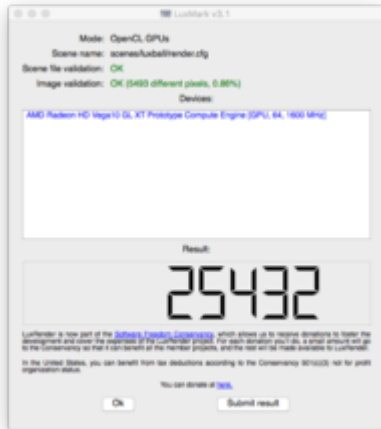 LuxMark v3.1
Mode: OpenCL GPUs
Scene name: scenes/luxball/render.cfg
Scene file validation: OK
Image validation: OK (5493 different pixels, 0.86%)
Devices:
AMD Radeon HD Vega10 GL XT Prototype Compute Engine [GPU, 64, 1600 MHz]
Result:
25432
LuxRender is now part of the Software Freedom Conservancy, which allows us to receive donations to foster the
development and cover the expenses of the LuxRender project. For each donation you'll do, a small amount will go
to the Conservancy so that it can benefit all the member projects, and the rest will be made available to LuxRender.
In the United States, you can benefit from tax deductions according to the Conservancy 501(c)(3) not for profit
organization status.
You can donate at here.
Ok
Submit result